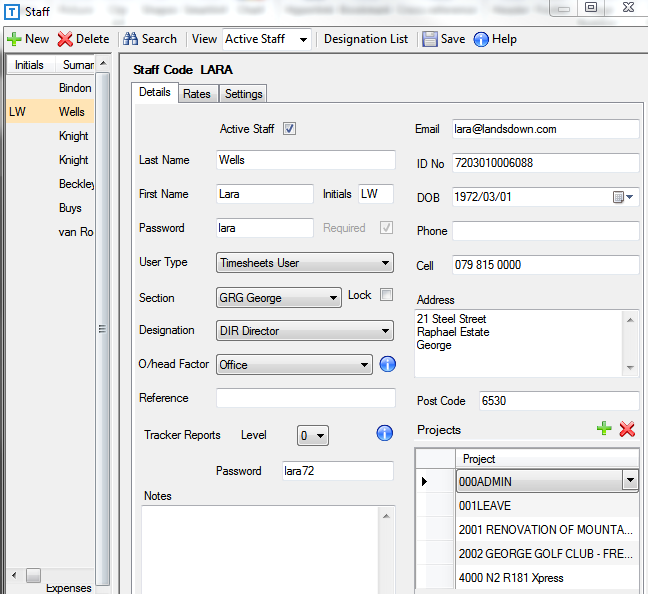 T Staff
New Delete Search View Active Staff Designation List Save Help
Initials Surnar
Bindon
LW Wells
Knight
Knight
Beckley
Buys
van Ro
Expenses
Staff Code LARA
Details Rates Settings
Active Staff
Last Name Wells
First Name Lara Initials LW
Password lara Required
User Type Timesheets User
Section GRG George Lock
Designation DIR Director
O/head Factor Office
Reference
Tracker Reports Level 0
Password lara72
Notes
Email lara@landsdown.com
ID No 7203010006088
DOB 1972/03/01
Phone
Cell 079 815 0000
Address
21 Steel Street
Raphael Estate
George
Post Code 6530
Projects
Project
000ADMIN
001LEAVE
2001 RENOVATION OF MOUNTA...
2002 GEORGE GOLF CLUB - FRE...
4000 N2 R181 Xpress